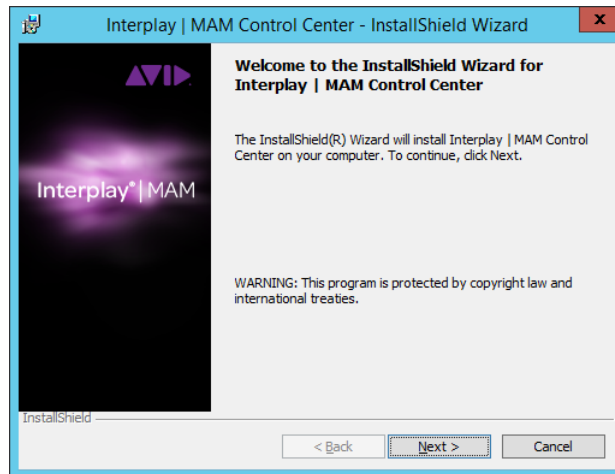 Interplay | MAM Control Center - InstallShield Wizard
x
AVID
Interplay® | MAM
Welcome to the InstallShield Wizard for
Interplay | MAM Control Center
The InstallShield(R) Wizard will install Interplay | MAM Control
Center on your computer. To continue, click Next.
WARNING: This program is protected by copyright law and
international treaties.
InstallShield
< Back
Next >
Cancel